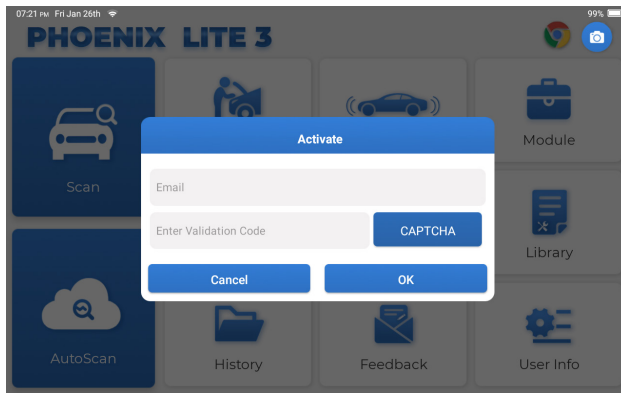 07:21 PM Fri Jan 26th
99%
PHOENIX LITE 3
Activate
Module
Scan
Email
Enter Validation Code
CAPTCHA
Library
Cancel
OK
AutoScan
History
Feedback
User Info